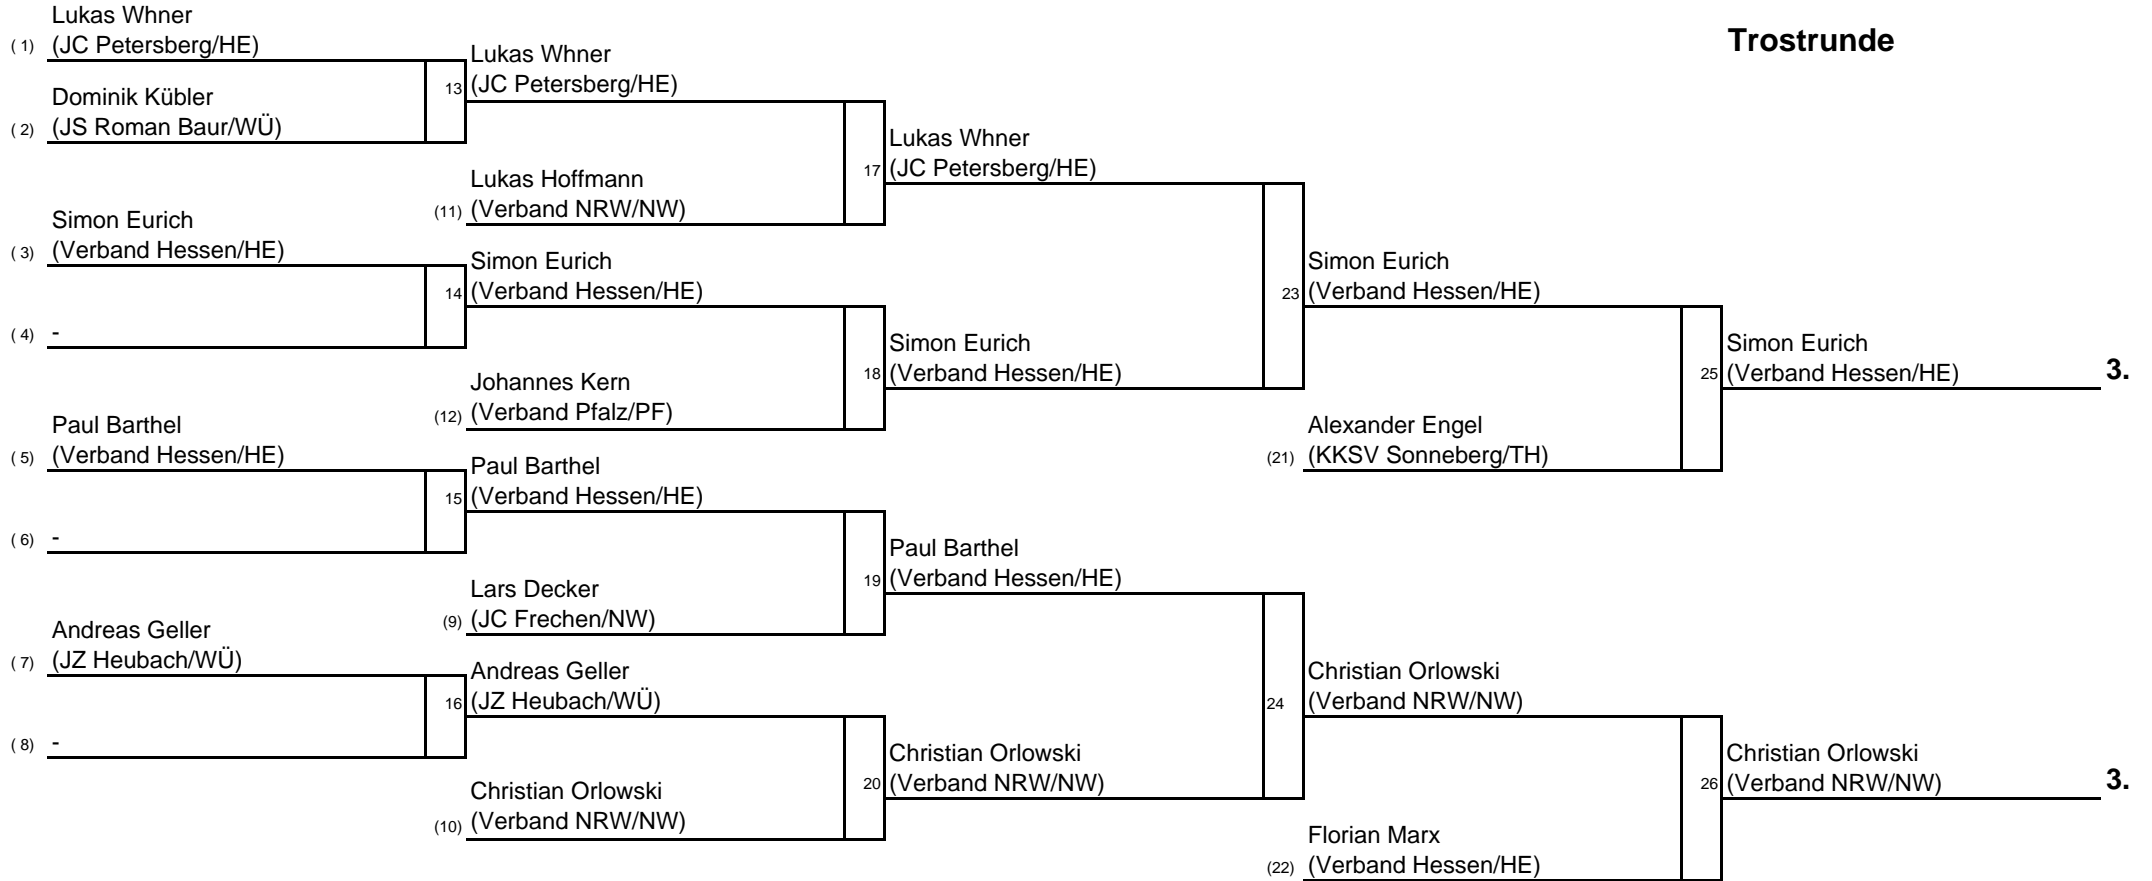 Trostrunde
Lukas Whner
( 1) (JC Petersberg/HE)
Dominik Kübler
( 2) (JS Roman Baur/WÜ)
Simon Eurich
( 3) (Verband Hessen/HE)
( 4) -
Paul Barthel
( 5) (Verband Hessen/HE)
( 6) -
Andreas Geller
( 7) (JZ Heubach/WÜ)
( 8) -
Lukas Whner
13 (JC Petersberg/HE)
Lukas Hoffmann
(11) (Verband NRW/NW)
Simon Eurich
14 (Verband Hessen/HE)
Johannes Kern
(12) (Verband Pfalz/PF)
Paul Barthel
15 (Verband Hessen/HE)
Lars Decker
(9) (JC Frechen/NW)
Andreas Geller
16 (JZ Heubach/WÜ)
Christian Orlowski
(10) (Verband NRW/NW)
Lukas Whner
17 (JC Petersberg/HE)
Simon Eurich
18 (Verband Hessen/HE)
Paul Barthel
19 (Verband Hessen/HE)
Christian Orlowski
20 (Verband NRW/NW)
Simon Eurich
23 (Verband Hessen/HE)
Alexander Engel
(21) (KKSV Sonneberg/TH)
Christian Orlowski
24 (Verband NRW/NW)
Florian Marx
(22) (Verband Hessen/HE)
Simon Eurich
25 (Verband Hessen/HE) 3.
Christian Orlowski
26 (Verband NRW/NW) 3.